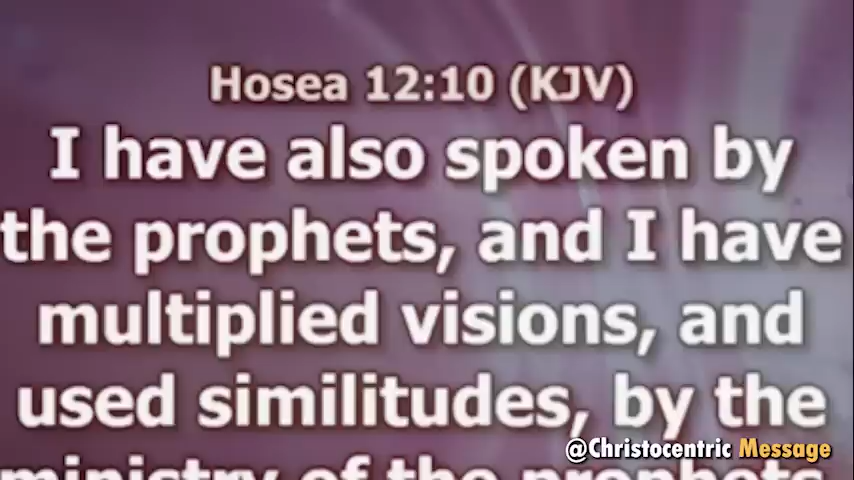 Hosea 12:10 (KJV)
I have also spoken by
the prophets, and I have
multiplied visions, and
used similitudes, by the
@Christocentric Message
ministry of the prophets.